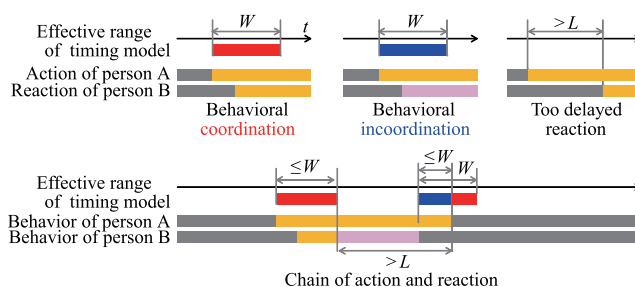 Effective range
of timing model
W
t
W
>L
Action of person A
Reaction of person B
Behavioral
coordination
Behavioral
incoordination
Too delayed
reaction
≤W
≤W
W
Effective range
of timing model
Behavior of person A
Behavior of person B
>L
Chain of action and reaction